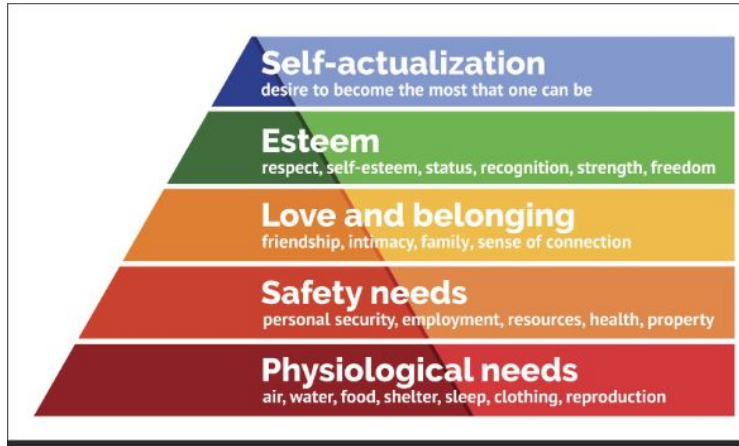 Self-actualization
desire to become the most that one can be
Esteem
respect, self-esteem, status, recognition, strength, freedom
Love and belonging
friendship, intimacy, family, sense of connection
Safety needs
personal security, employment, resources, health, property
Physiological needs
air, water, food, shelter, sleep, clothing, reproduction